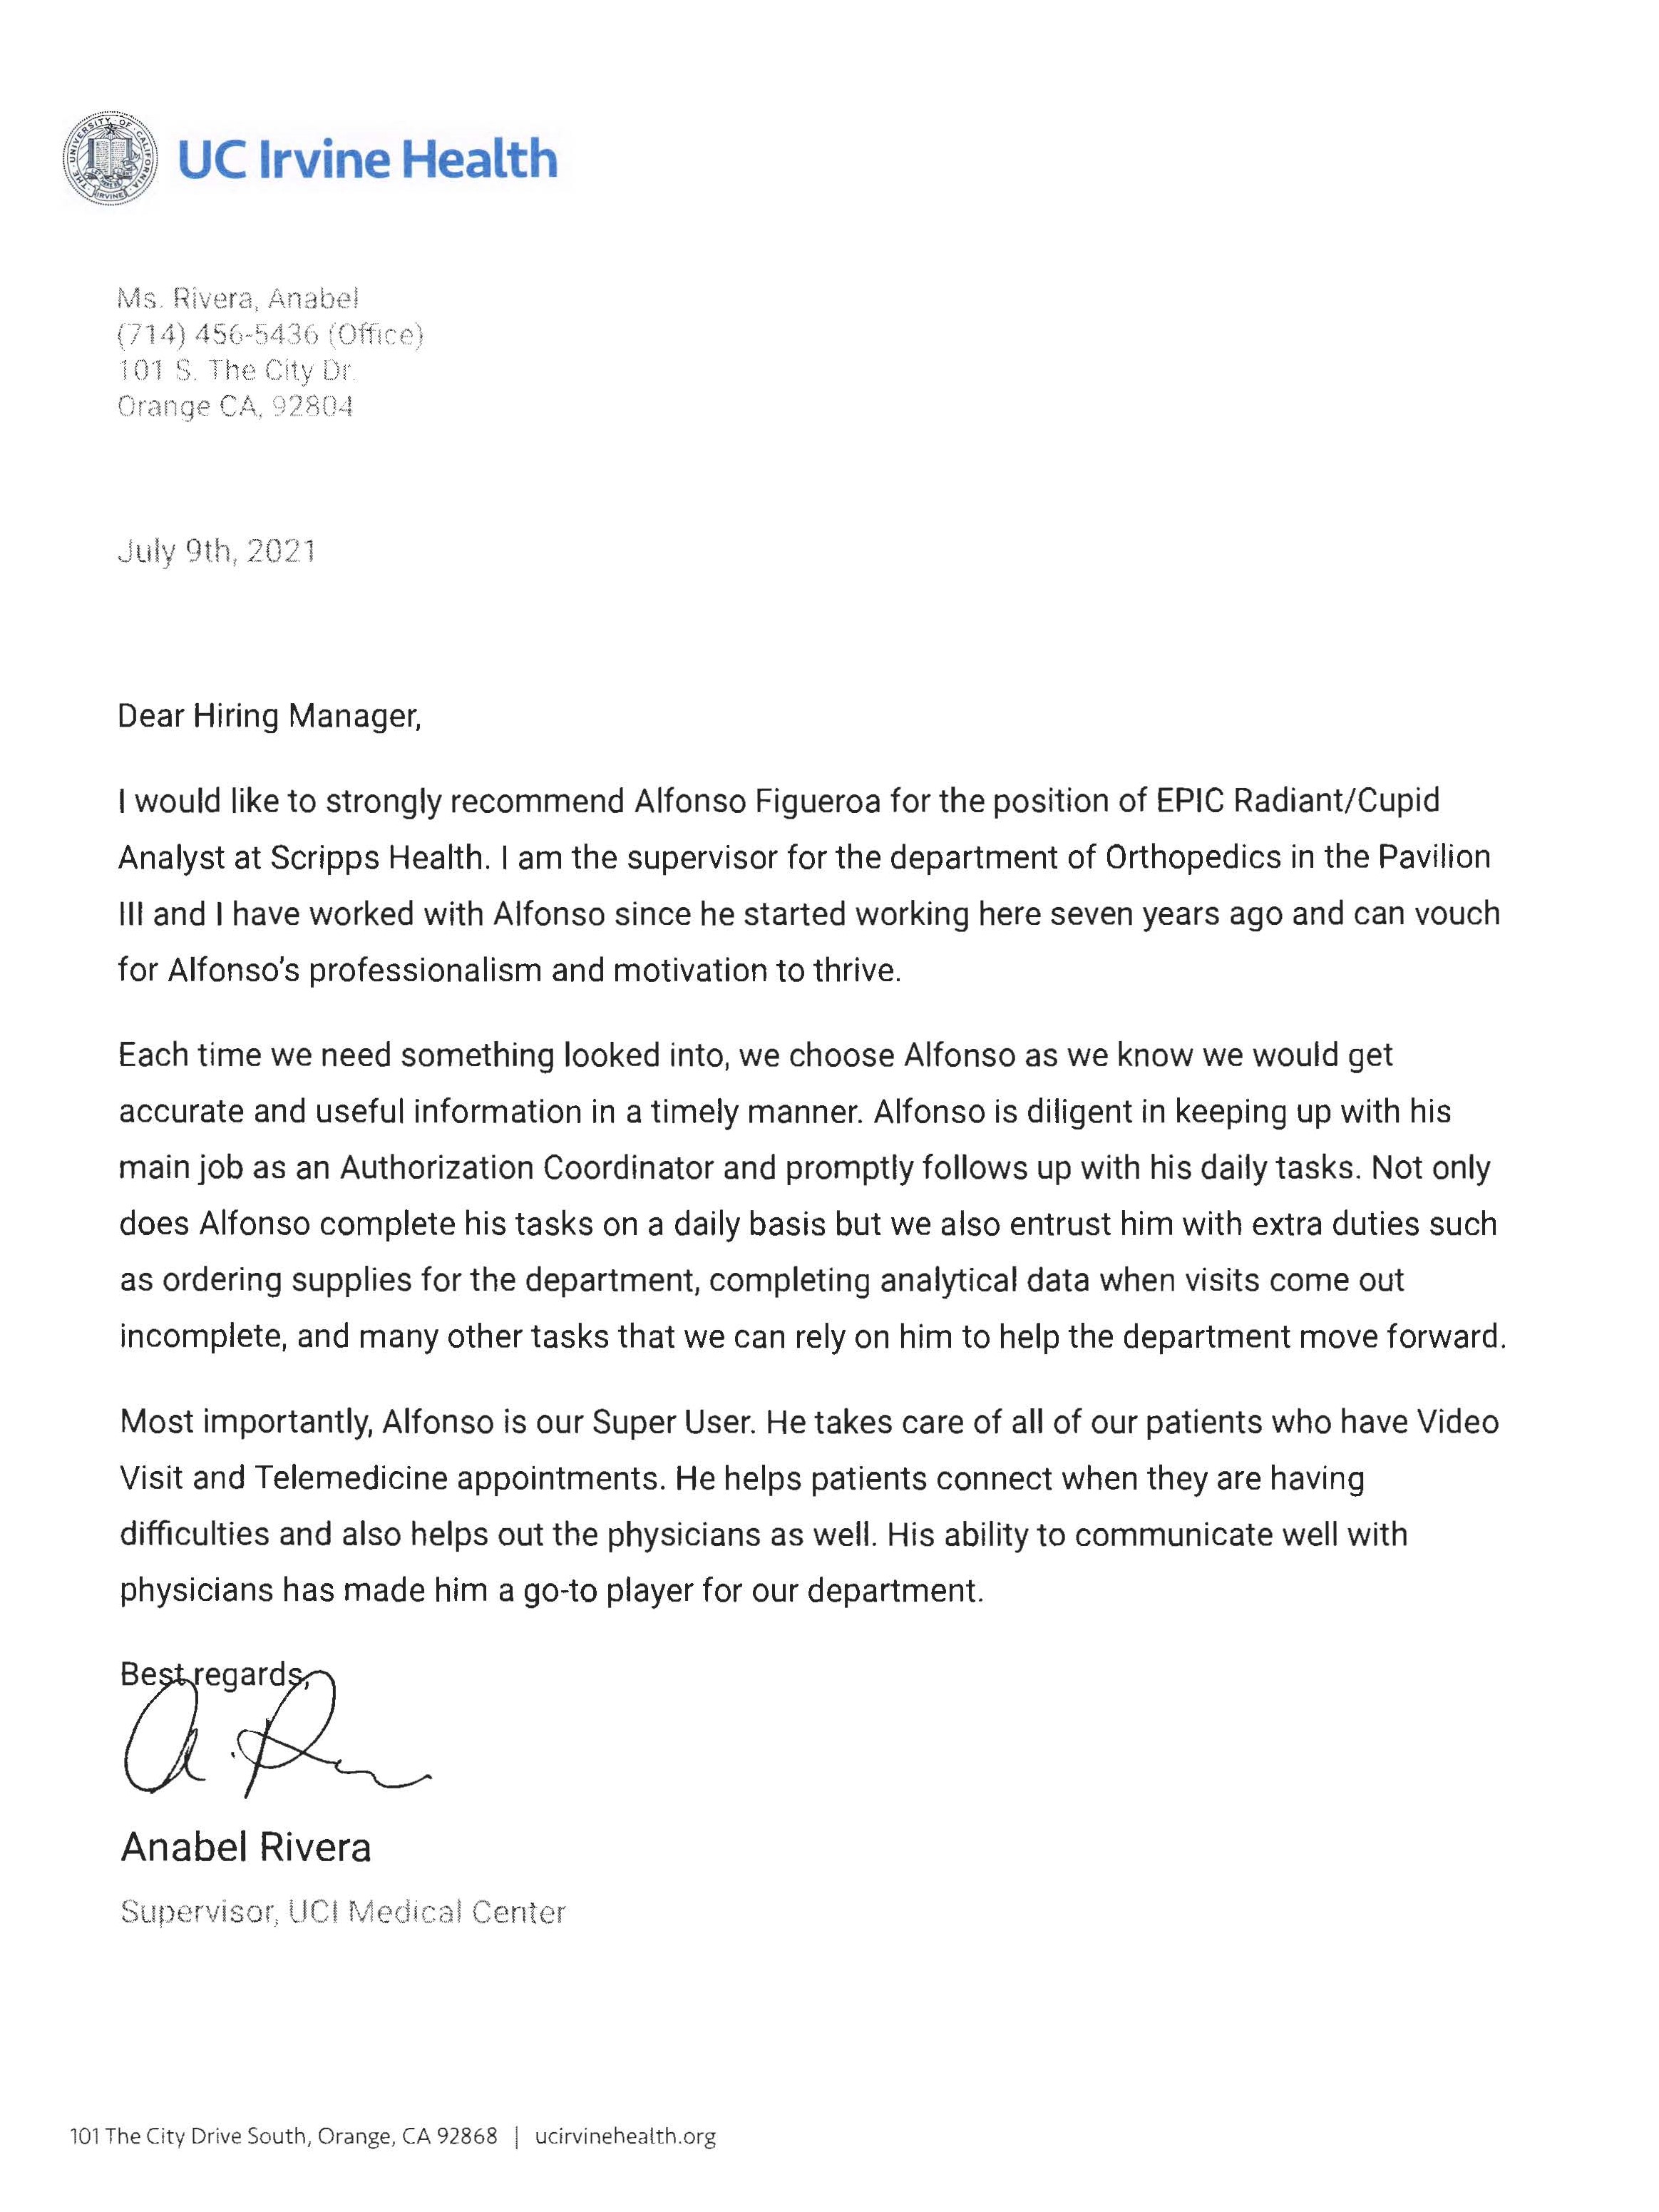 THE · UNIVERSITY · OF · CALIFORNIA · IRVINE
UC Irvine Health
Ms. Rivera, Anabel
(714) 456-5436 (Office)
101 S. The City Dr.
Orange CA, 92804
July 9th, 2021
Dear Hiring Manager,
I would like to strongly recommend Alfonso Figueroa for the position of EPIC Radiant/Cupid
Analyst at Scripps Health. I am the supervisor for the department of Orthopedics in the Pavilion
III and I have worked with Alfonso since he started working here seven years ago and can vouch
for Alfonso's professionalism and motivation to thrive.
Each time we need something looked into, we choose Alfonso as we know we would get
accurate and useful information in a timely manner. Alfonso is diligent in keeping up with his
main job as an Authorization Coordinator and promptly follows up with his daily tasks. Not only
does Alfonso complete his tasks on a daily basis but we also entrust him with extra duties such
as ordering supplies for the department, completing analytical data when visits come out
incomplete, and many other tasks that we can rely on him to help the department move forward.
Most importantly, Alfonso is our Super User. He takes care of all of our patients who have Video
Visit and Telemedicine appointments. He helps patients connect when they are having
difficulties and also helps out the physicians as well. His ability to communicate well with
physicians has made him a go-to player for our department.
Best regards,
Anabel Rivera
Supervisor, UCI Medical Center
101 The City Drive South, Orange, CA 92868 | ucirvinehealth.org